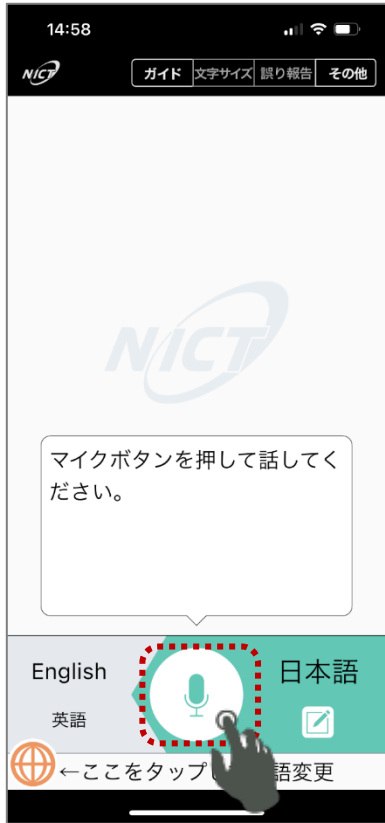 14:58
NICT
ガイド 文字サイズ 誤り報告 その他
NICT
マイクボタンを押して話してく
ださい。
English
日本語
英語
←ここをタップ 語変更